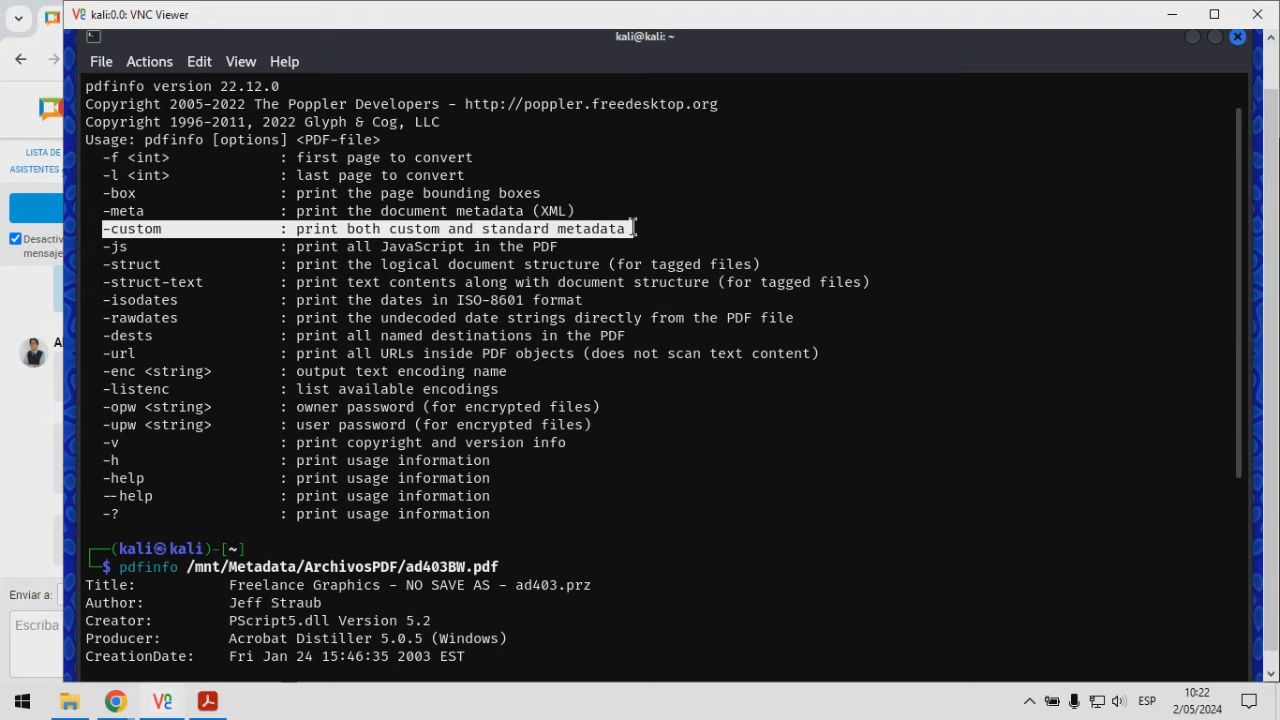 kali:0.0: VNC Viewer
kali@kali: ~
File Actions Edit View Help
pdfinfo version 22.12.0
Copyright 2005-2022 The Poppler Developers - http://poppler.freedesktop.org
Copyright 1996-2011, 2022 Glyph & Cog, LLC
Usage: pdfinfo [options] <PDF-file>
-f <int> : first page to convert
-l <int> : last page to convert
-box : print the page bounding boxes
-meta : print the document metadata (XML)
-custom : print both custom and standard metadata
-js : print all JavaScript in the PDF
-struct : print the logical document structure (for tagged files)
-struct-text : print text contents along with document structure (for tagged files)
-isodates : print the dates in ISO-8601 format
-rawdates : print the undecoded date strings directly from the PDF file
-dests : print all named destinations in the PDF
-url : print all URLs inside PDF objects (does not scan text content)
-enc <string> : output text encoding name
-listenc : list available encodings
-opw <string> : owner password (for encrypted files)
-upw <string> : user password (for encrypted files)
-v : print copyright and version info
-h : print usage information
-help : print usage information
--help : print usage information
-? : print usage information
(kali㉿kali)-[~]
$ pdfinfo /mnt/Metadata/ArchivosPDF/ad403BW.pdf
Title: Freelance Graphics - NO SAVE AS - ad403.prz
Author: Jeff Straub
Creator: PScript5.dll Version 5.2
Producer: Acrobat Distiller 5.0.5 (Windows)
CreationDate: Fri Jan 24 15:46:35 2003 EST
LISTA DE
ASISTENTES
Desactiv
mensaje
Enviar a:
Escriba
ESP
10:22
2/05/2024